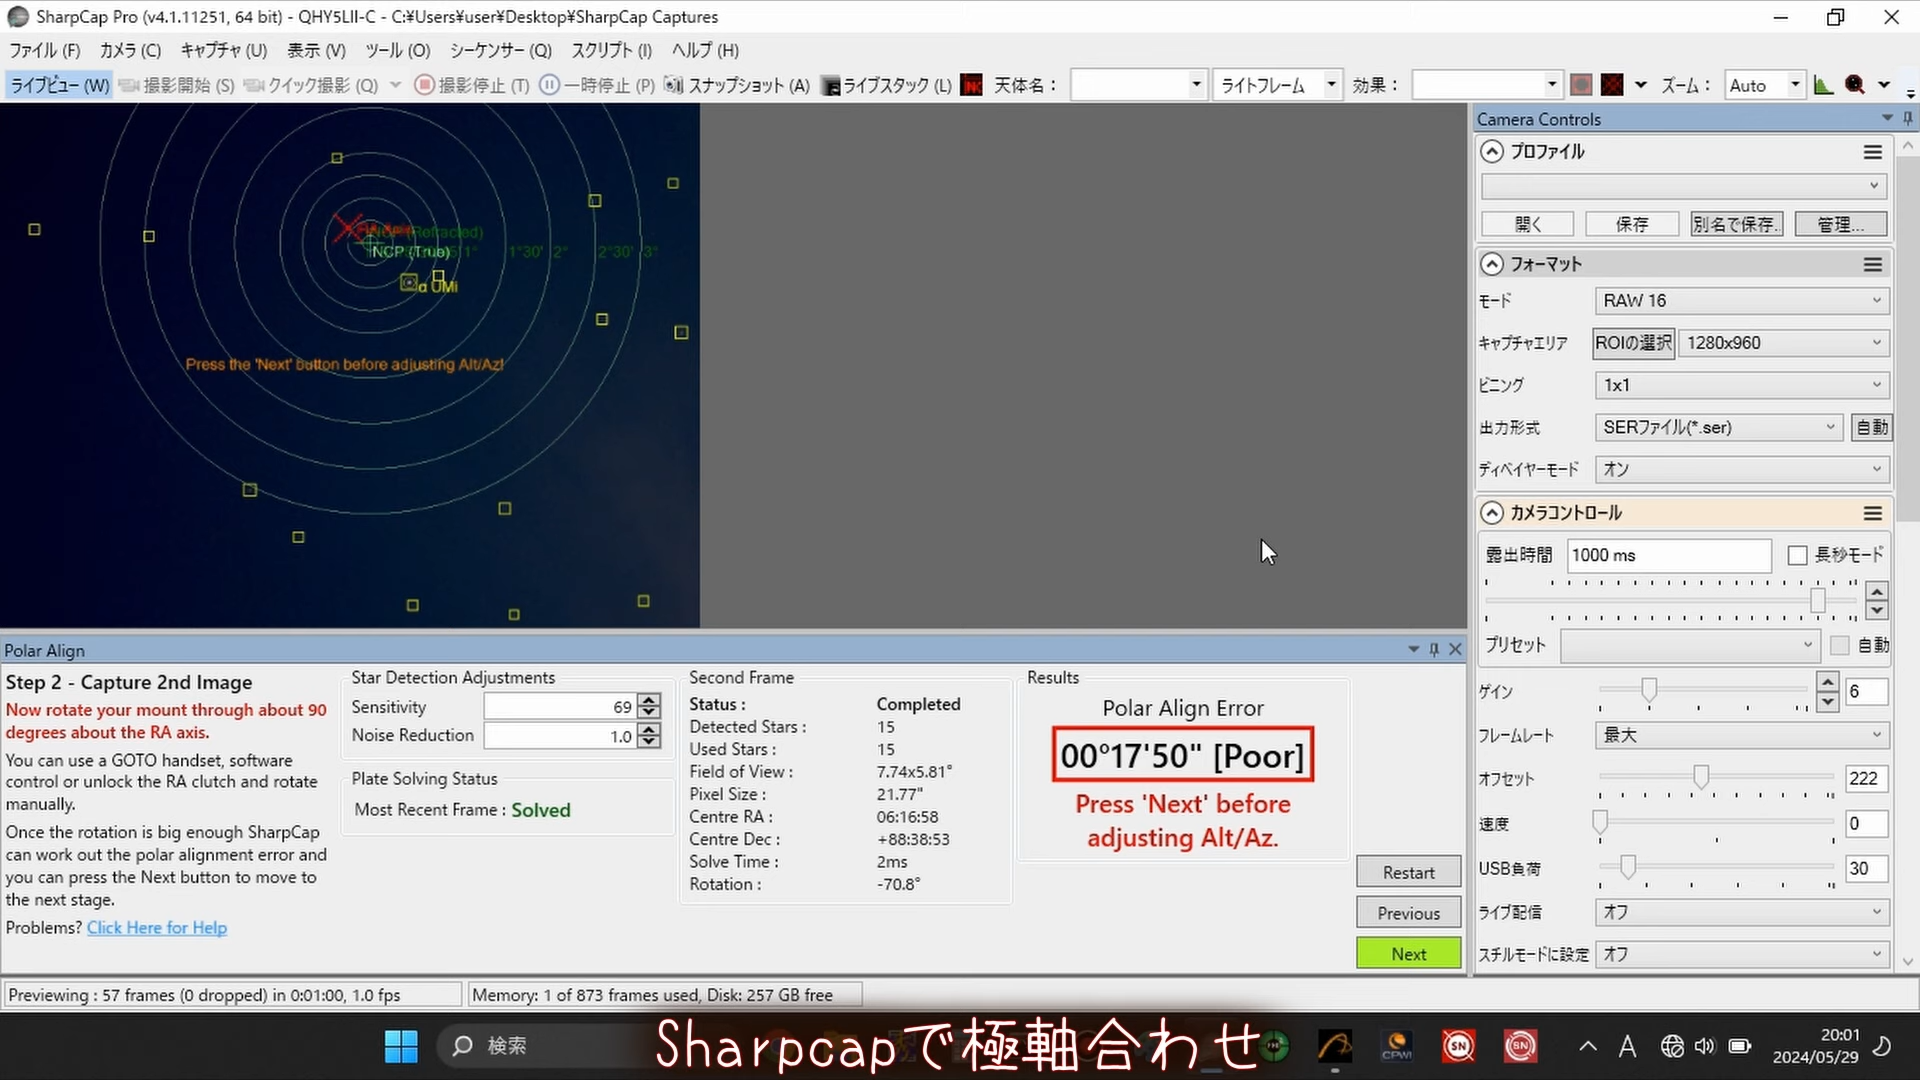 SharpCap Pro (v4.1.11251, 64 bit) - QHY5LII-C - C:¥Users¥user¥Desktop¥SharpCap Captures
ファイル (F) カメラ (C) キャプチャ (U) 表示 (V) ツール (O) シーケンサー (Q) スクリプト (I) ヘルプ (H)
ライブビュー (W) 撮影開始 (S) クイック撮影 (Q) 撮影停止 (T) 一時停止 (P) スナップショット (A) ライブスタック (L) 天体名： ライトフレーム 効果： ズーム： Auto
NCP (Refracted)
NCP (True) 1° 1°30' 2° 2°30' 3°
α UMi
Press the 'Next' button before adjusting Alt/Az!
Camera Controls
プロファイル
開く 保存 別名で保存.. 管理...
フォーマット
モード RAW 16
キャプチャエリア ROIの選択 1280x960
ビニング 1x1
出力形式 SERファイル(*.ser) 自動
ディベイヤーモード オン
カメラコントロール
露出時間 1000 ms 長秒モード
プリセット 自動
ゲイン 6
フレームレート 最大
オフセット 222
速度 0
USB負荷 30
ライブ配信 オフ
スチルモードに設定 オフ
Polar Align
Step 2 - Capture 2nd Image
Now rotate your mount through about 90
degrees about the RA axis.
You can use a GOTO handset, software
control or unlock the RA clutch and rotate
manually.
Once the rotation is big enough SharpCap
can work out the polar alignment error and
you can press the Next button to move to
the next stage.
Problems? Click Here for Help
Star Detection Adjustments
Sensitivity 69
Noise Reduction 1.0
Plate Solving Status
Most Recent Frame : Solved
Second Frame
Status : Completed
Detected Stars : 15
Used Stars : 15
Field of View : 7.74x5.81°
Pixel Size : 21.77"
Centre RA : 06:16:58
Centre Dec : +88:38:53
Solve Time : 2ms
Rotation : -70.8°
Results
Polar Align Error
00°17'50" [Poor]
Press 'Next' before
adjusting Alt/Az.
Restart
Previous
Next
Previewing : 57 frames (0 dropped) in 0:01:00, 1.0 fps
Memory: 1 of 873 frames used, Disk: 257 GB free
検索
Sharpcapで極軸合わせ
CPWI
SN
SN
A
20:01
2024/05/29